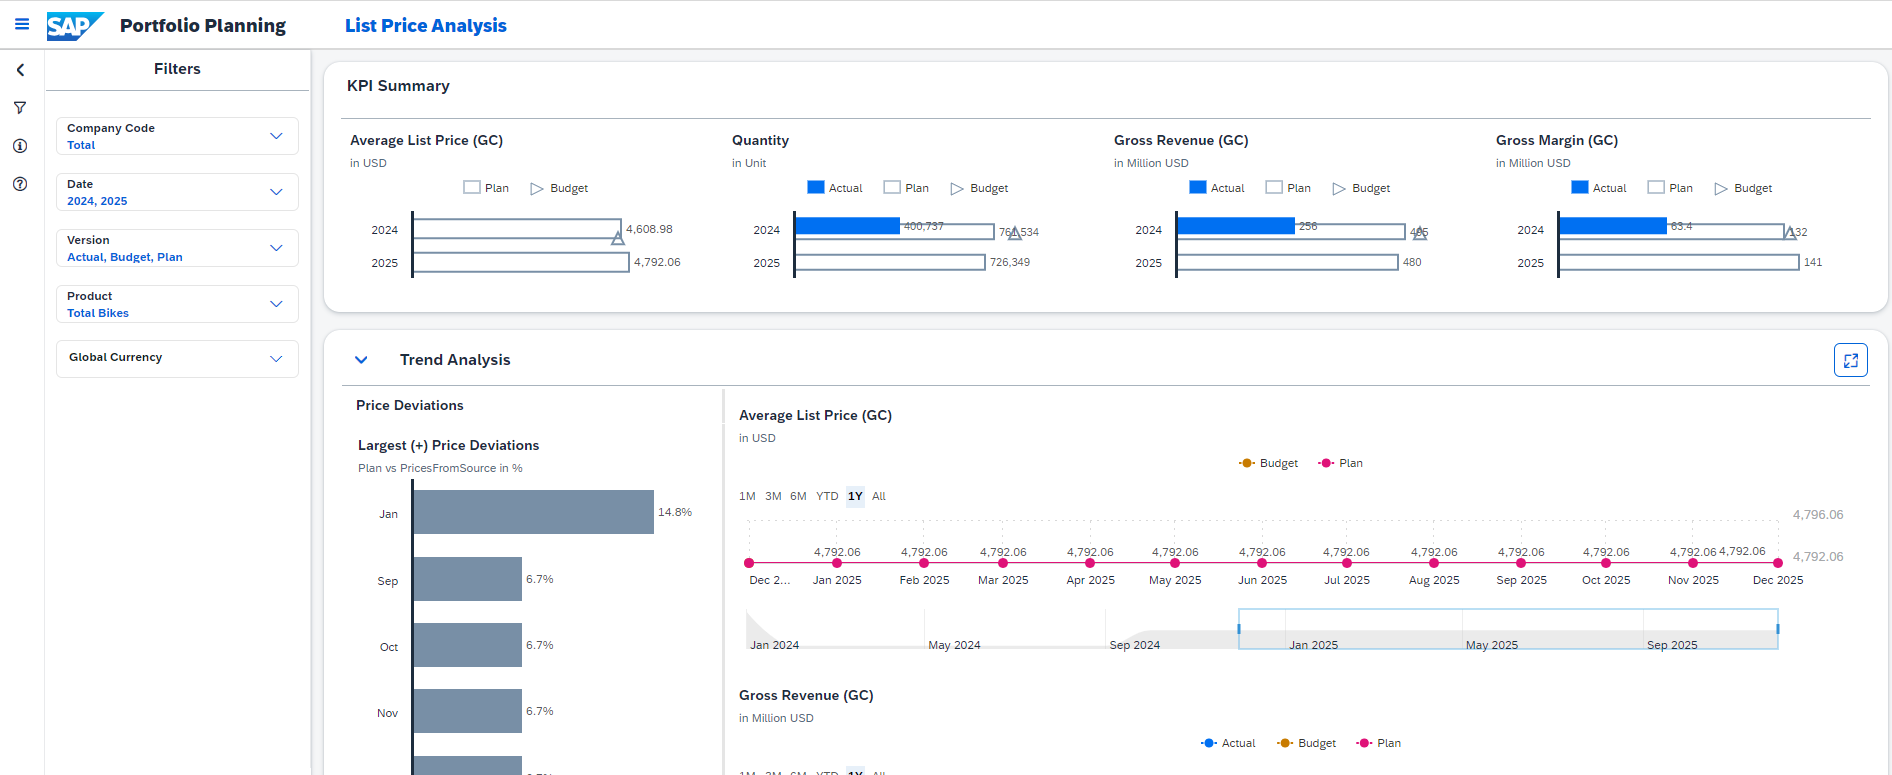 SAP Portfolio Planning List Price Analysis
Filters
Company Code
Total
Date
2024, 2025
Version
Actual, Budget, Plan
Product
Total Bikes
Global Currency
KPI Summary
Average List Price (GC)
in USD
Plan Budget
2024 4,608.98
2025 4,792.06
Quantity
in Unit
Actual Plan Budget
2024 400,737 761,534
2025 726,349
Gross Revenue (GC)
in Million USD
Actual Plan Budget
2024 256 495
2025 480
Gross Margin (GC)
in Million USD
Actual Plan Budget
2024 63.4 132
2025 141
Trend Analysis
Price Deviations
Largest (+) Price Deviations
Plan vs PricesFromSource in %
Jan 14.8%
Sep 6.7%
Oct 6.7%
Nov 6.7%
Average List Price (GC)
in USD
Budget Plan
1M 3M 6M YTD 1Y All
4,796.06
4,792.06 4,792.06 4,792.06 4,792.06 4,792.06 4,792.06 4,792.06 4,792.06 4,792.06 4,792.06 4,792.06 4,792.06 4,792.06
Dec 2... Jan 2025 Feb 2025 Mar 2025 Apr 2025 May 2025 Jun 2025 Jul 2025 Aug 2025 Sep 2025 Oct 2025 Nov 2025 Dec 2025
Jan 2024 May 2024 Sep 2024 Jan 2025 May 2025 Sep 2025
Gross Revenue (GC)
in Million USD
Actual Budget Plan
1M 3M 6M YTD 1Y All